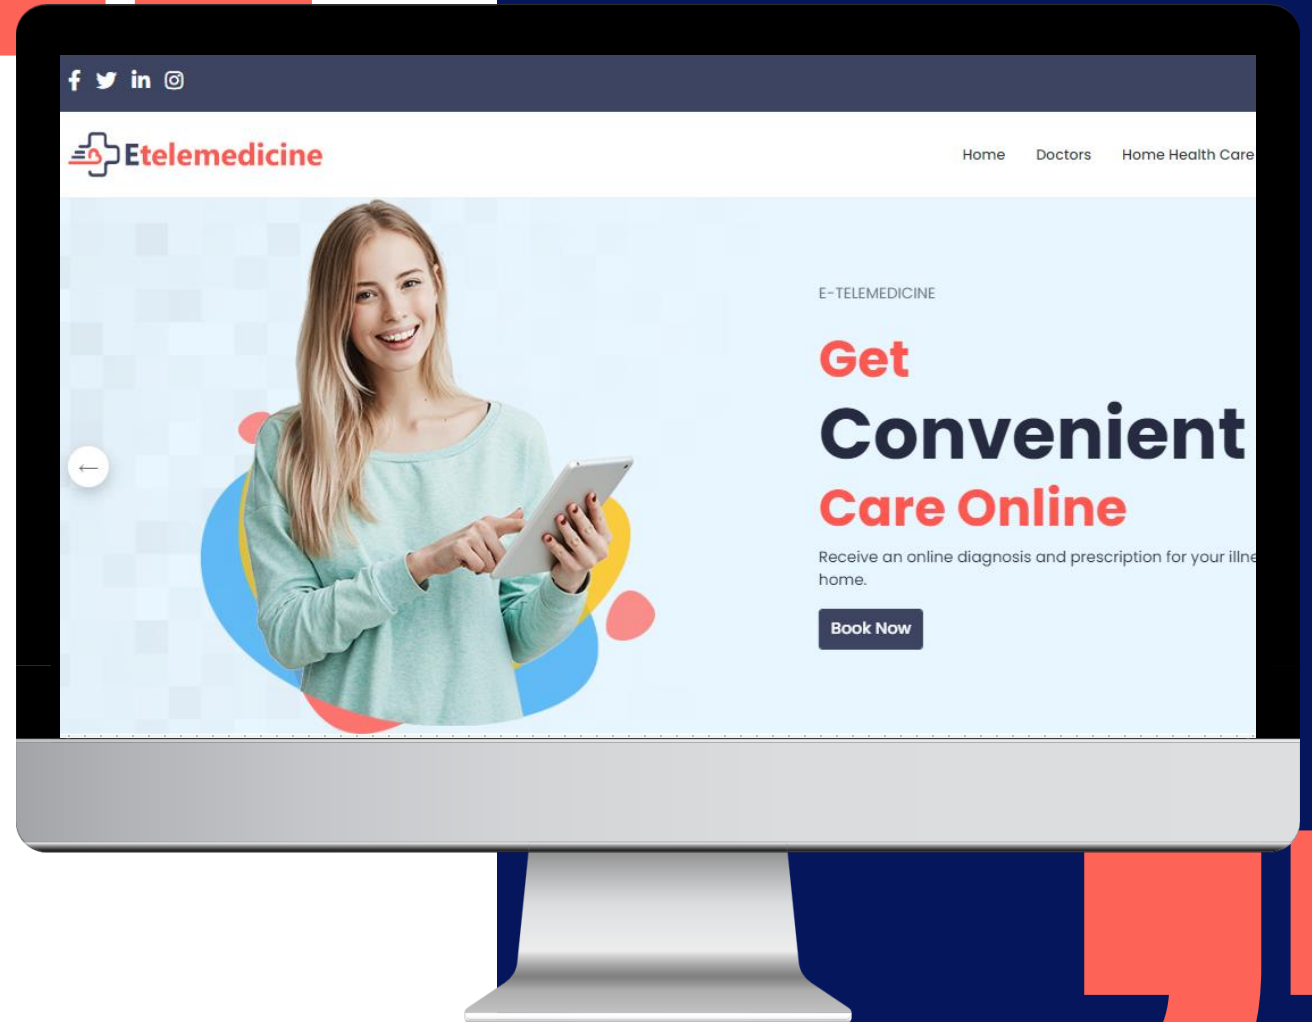 Etelemedicine
Home Doctors Home Health Care
E-TELEMEDICINE
Get
Convenient
Care Online
Receive an online diagnosis and prescription for your illne
home.
Book Now